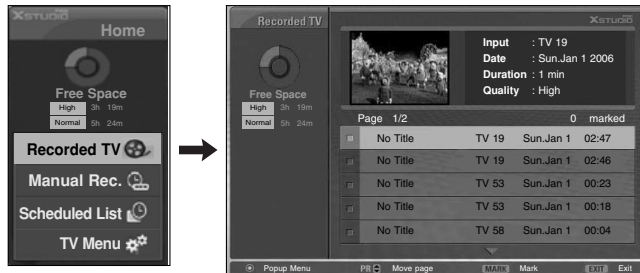 XSTUDIO PRO
Home
Free Space
High 3h 19m
Normal 5h 24m
Recorded TV
Manual Rec.
Scheduled List
TV Menu
Recorded TV
XSTUDIO PRO
Free Space
High 3h 19m
Normal 5h 24m
Input : TV 19
Date : Sun.Jan 1 2006
Duration : 1 min
Quality : High
Page 1/2 0 marked
No Title TV 19 Sun.Jan 1 02:47
No Title TV 19 Sun.Jan 1 02:46
No Title TV 53 Sun.Jan 1 00:23
No Title TV 53 Sun.Jan 1 00:18
No Title TV 58 Sun.Jan 1 00:04
Popup Menu PR Move page MARK Mark EXIT Exit